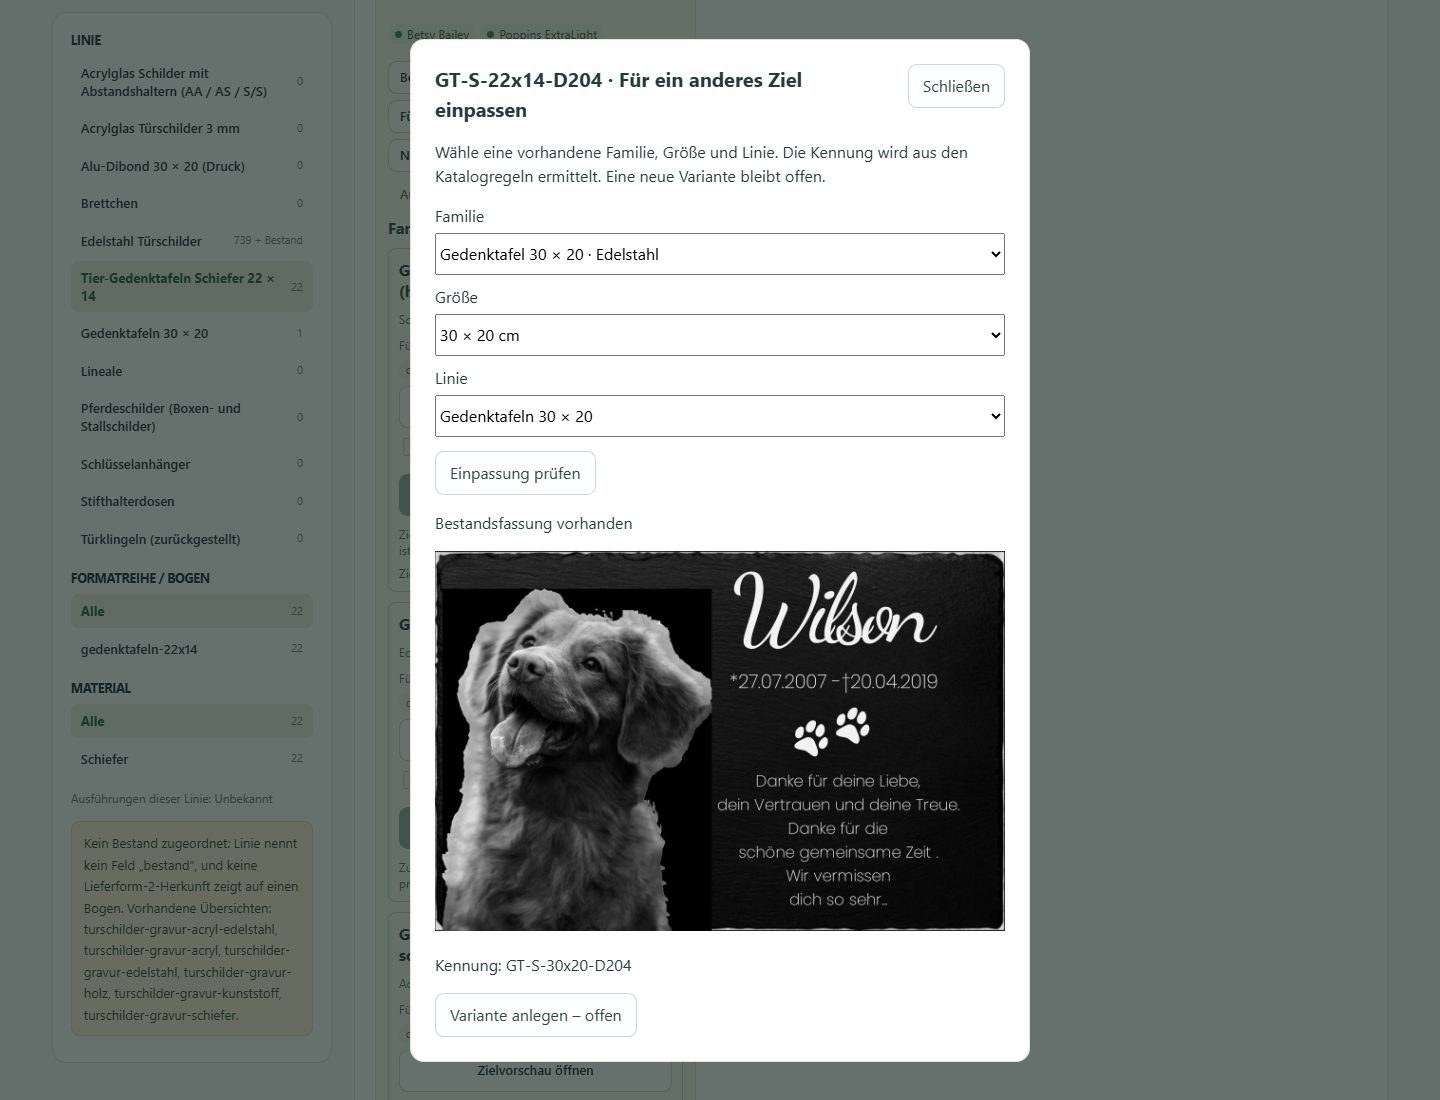 LINIE
Acrylglas Schilder mit
Abstandshaltern (AA / AS / S/S)
0
Acrylglas Türschilder 3 mm
0
Alu-Dibond 30 × 20 (Druck)
0
Brettchen
0
Edelstahl Türschilder
739 + Bestand
Tier-Gedenktafeln Schiefer 22 ×
14
22
Gedenktafeln 30 × 20
1
Lineale
0
Pferdeschilder (Boxen- und
Stallschilder)
0
Schlüsselanhänger
0
Stifthalterdosen
0
Türklingeln (zurückgestellt)
0
FORMATREIHE / BOGEN
Alle
22
gedenktafeln-22x14
22
MATERIAL
Alle
22
Schiefer
22
Ausführungen dieser Linie: Unbekannt
Kein Bestand zugeordnet: Linie nennt
kein Feld „bestand“, und keine
Lieferform-2-Herkunft zeigt auf einen
Bogen. Vorhandene Übersichten:
turschilder-gravur-acryl-edelstahl,
turschilder-gravur-acryl, turschilder-
gravur-edelstahl, turschilder-gravur-
holz, turschilder-gravur-kunststoff,
turschilder-gravur-schiefer.
Betsy Bailey
Poppins ExtraLight
GT-S-22x14-D204 · Für ein anderes Ziel
einpassen
Schließen
Wähle eine vorhandene Familie, Größe und Linie. Die Kennung wird aus den
Katalogregeln ermittelt. Eine neue Variante bleibt offen.
Familie
Gedenktafel 30 × 20 · Edelstahl
Größe
30 × 20 cm
Linie
Gedenktafeln 30 × 20
Einpassung prüfen
Bestandsfassung vorhanden
Wilson
*27.07.2007 -†20.04.2019
Danke für deine Liebe,
dein Vertrauen und deine Treue.
Danke für die
schöne gemeinsame Zeit .
Wir vermissen
dich so sehr...
Kennung: GT-S-30x20-D204
Variante anlegen – offen
Zielvorschau öffnen